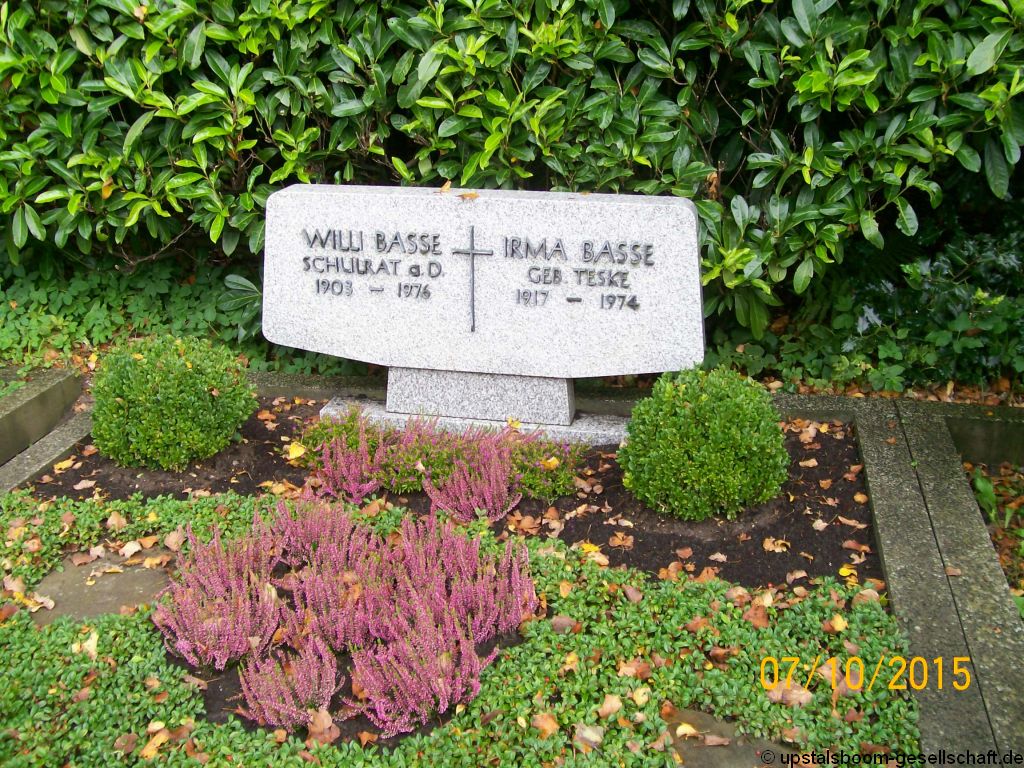 WILLI BASSE
SCHULRAT a.D.
1903 – 1976
IRMA BASSE
GEB. TESKE
1917 – 1974
07/10/2015
© upstalsboom-gesellschaft.de